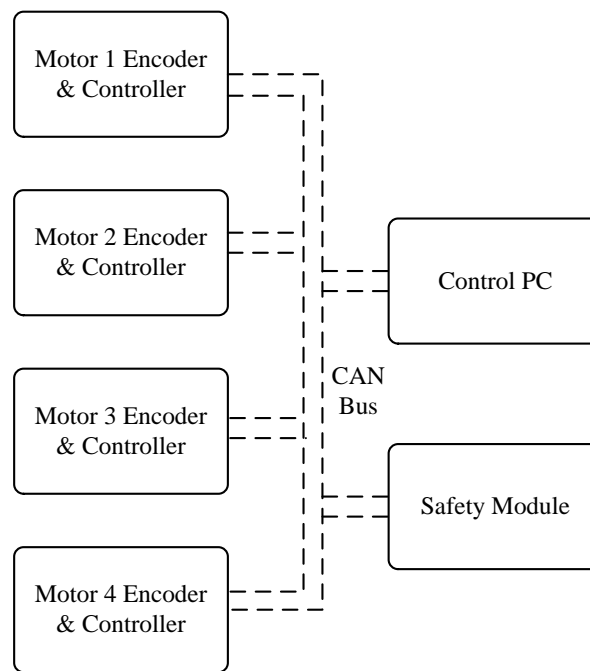 Motor 1 Encoder
& Controller
Motor 2 Encoder
& Controller
Control PC
Motor 3 Encoder
& Controller
CAN
Bus
Safety Module
Motor 4 Encoder
& Controller